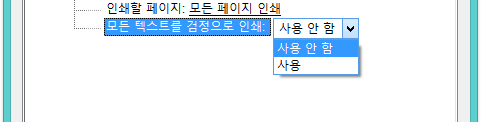 인쇄할 페이지: 모든 페이지 인쇄
모든 텍스트를 검정으로 인쇄: 사용 안 함
사용 안 함
사용